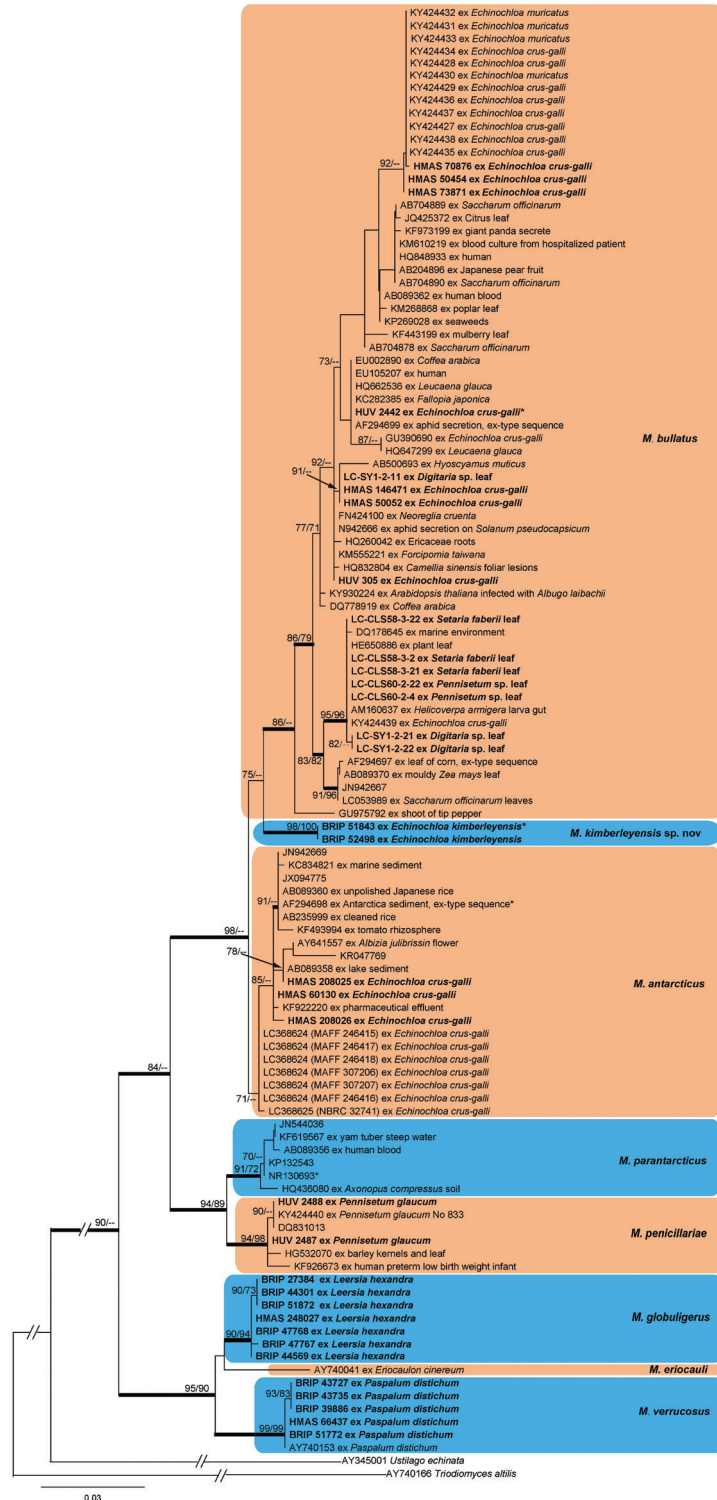 KY424432 ex Echinochloa muricatus
KY424431 ex Echinochloa muricatus
KY424433 ex Echinochloa muricatus
KY424434 ex Echinochloa crus-galli
KY424428 ex Echinochloa crus-galli
KY424430 ex Echinochloa muricatus
KY424429 ex Echinochloa crus-galli
KY424436 ex Echinochloa crus-galli
KY424437 ex Echinochloa crus-galli
KY424427 ex Echinochloa crus-galli
KY424438 ex Echinochloa crus-galli
KY424435 ex Echinochloa crus-galli
92/--
HMAS 70876 ex Echinochloa crus-galli
HMAS 50454 ex Echinochloa crus-galli
HMAS 73871 ex Echinochloa crus-galli
AB704889 ex Saccharum officinarum
JQ425372 ex Citrus leaf
KF973199 ex giant panda secrete
KM610219 ex blood culture from hospitalized patient
HQ848933 ex human
AB204896 ex Japanese pear fruit
AB704890 ex Saccharum officinarum
AB089362 ex human blood
KM268868 ex poplar leaf
KP269028 ex seaweeds
KF443199 ex mulberry leaf
AB704878 ex Saccharum officinarum
73/--
EU002890 ex Coffea arabica
EU105207 ex human
HQ662536 ex Leucaena glauca
KC282385 ex Fallopia japonica
HUV 2442 ex Echinochloa crus-galli*
AF294699 ex aphid secretion, ex-type sequence
87/--
GU390690 ex Echinochloa crus-galli
HQ647299 ex Leucaena glauca
M. bullatus
92/--
91/--
AB500693 ex Hyoscyamus muticus
LC-SY1-2-11 ex Digitaria sp. leaf
HMAS 146471 ex Echinochloa crus-galli
HMAS 50052 ex Echinochloa crus-galli
FN424100 ex Neoreglia cruenta
77/71
N942666 ex aphid secretion on Solanum pseudocapsicum
HQ260042 ex Ericaceae roots
KM555221 ex Forcipomia taiwana
HQ832804 ex Camellia sinensis foliar lesions
HUV 305 ex Echinochloa crus-galli
KY930224 ex Arabidopsis thaliana infected with Albugo laibachii
DQ778919 ex Coffea arabica
86/79
LC-CLS58-3-22 ex Setaria faberii leaf
DQ178645 ex marine environment
HE650886 ex plant leaf
LC-CLS58-3-2 ex Setaria faberii leaf
LC-CLS58-3-21 ex Setaria faberii leaf
LC-CLS60-2-22 ex Pennisetum sp. leaf
LC-CLS60-2-4 ex Pennisetum sp. leaf
86/--
95/96
AM160637 ex Helicoverpa armigera larva gut
KY424439 ex Echinochloa crus-galli
82/--
LC-SY1-2-21 ex Digitaria sp. leaf
LC-SY1-2-22 ex Digitaria sp. leaf
83/82
AF294697 ex leaf of corn, ex-type sequence
AB089370 ex mouldy Zea mays leaf
JN942667
91/96
LC053989 ex Saccharum officinarum leaves
75/--
GU975792 ex shoot of tip pepper
98/100
BRIP 51843 ex Echinochloa kimberleyensis*
BRIP 52498 ex Echinochloa kimberleyensis
M. kimberleyensis sp. nov
JN942669
KC834821 ex marine sediment
JX094775
AB089360 ex unpolished Japanese rice
91/--
AF294698 ex Antarctica sediment, ex-type sequence*
AB235999 ex cleaned rice
KF493994 ex tomato rhizosphere
98/--
AY641557 ex Albizia julibrissin flower
78/--
KR047769
AB089358 ex lake sediment
HMAS 208025 ex Echinochloa crus-galli
85/--
HMAS 60130 ex Echinochloa crus-galli
KF922220 ex pharmaceutical effluent
HMAS 208026 ex Echinochloa crus-galli
M. antarcticus
LC368624 (MAFF 246415) ex Echinochloa crus-galli
LC368624 (MAFF 246417) ex Echinochloa crus-galli
LC368624 (MAFF 246418) ex Echinochloa crus-galli
LC368624 (MAFF 307206) ex Echinochloa crus-galli
LC368624 (MAFF 307207) ex Echinochloa crus-galli
84/--
LC368624 (MAFF 246416) ex Echinochloa crus-galli
71/--
LC368625 (NBRC 32741) ex Echinochloa crus-galli
JN544036
KF619567 ex yam tuber steep water
AB089356 ex human blood
70/--
KP132543
91/72
NR130693*
HQ436080 ex Axonopus compressus soil
M. parantarcticus
94/89
HUV 2488 ex Pennisetum glaucum
90/--
KY424440 ex Pennisetum glaucum No 833
DQ831013
94/98
HUV 2487 ex Pennisetum glaucum
HG532070 ex barley kernels and leaf
KF926673 ex human preterm low birth weight infant
M. penicillariae
90/--
BRIP 27384 ex Leersia hexandra
90/73
BRIP 44301 ex Leersia hexandra
BRIP 51872 ex Leersia hexandra
HMAS 248027 ex Leersia hexandra
90/94
BRIP 47768 ex Leersia hexandra
BRIP 47767 ex Leersia hexandra
BRIP 44569 ex Leersia hexandra
M. globuligerus
AY740041 ex Eriocaulon cinereum
M. eriocauli
95/90
BRIP 43727 ex Paspalum distichum
93/83
BRIP 43735 ex Paspalum distichum
BRIP 39886 ex Paspalum distichum
HMAS 66437 ex Paspalum distichum
99/99
BRIP 51772 ex Paspalum distichum
AY740153 ex Paspalum distichum
M. verrucosus
AY345001 Ustilago echinata
AY740166 Triodiomyces altilis
0.03